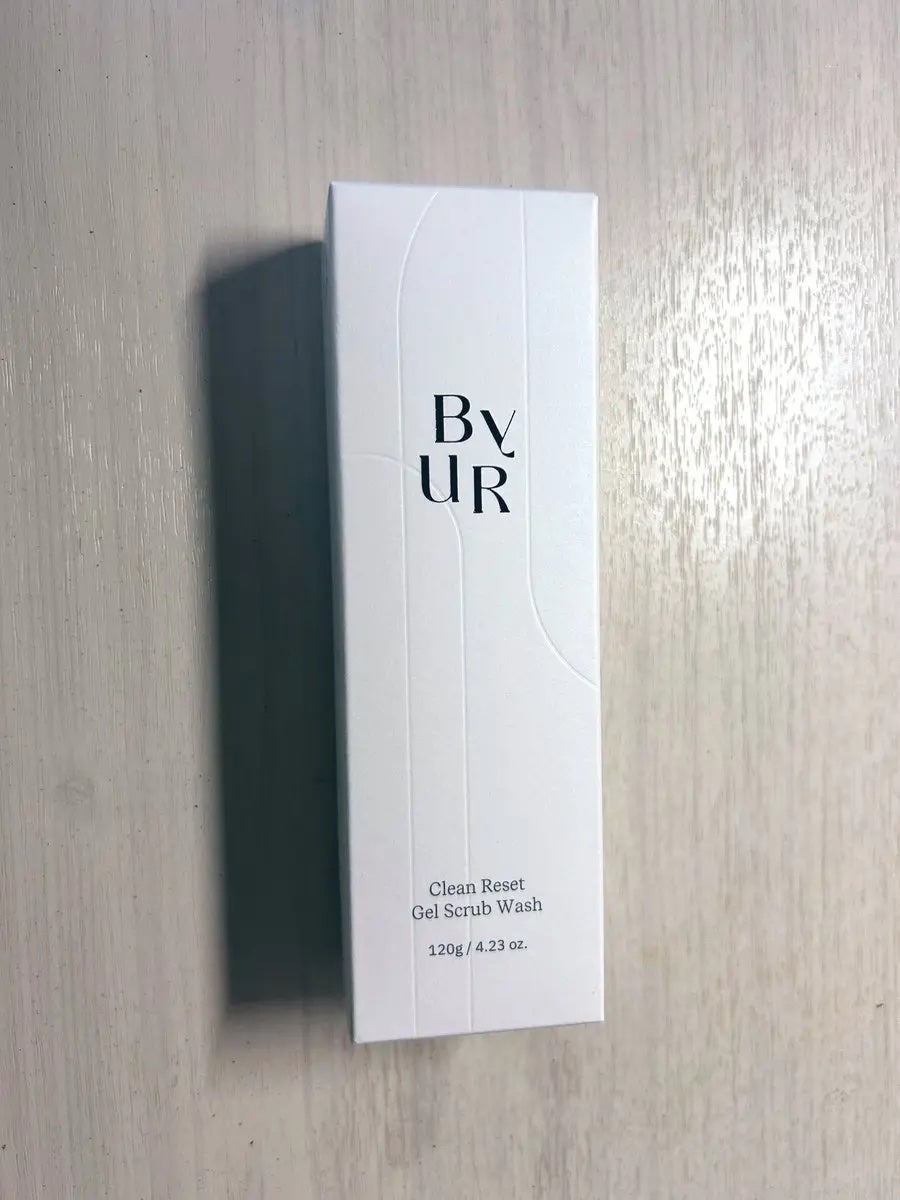 By
UR
Clean Reset
Gel Scrub Wash
120g / 4.23 oz.